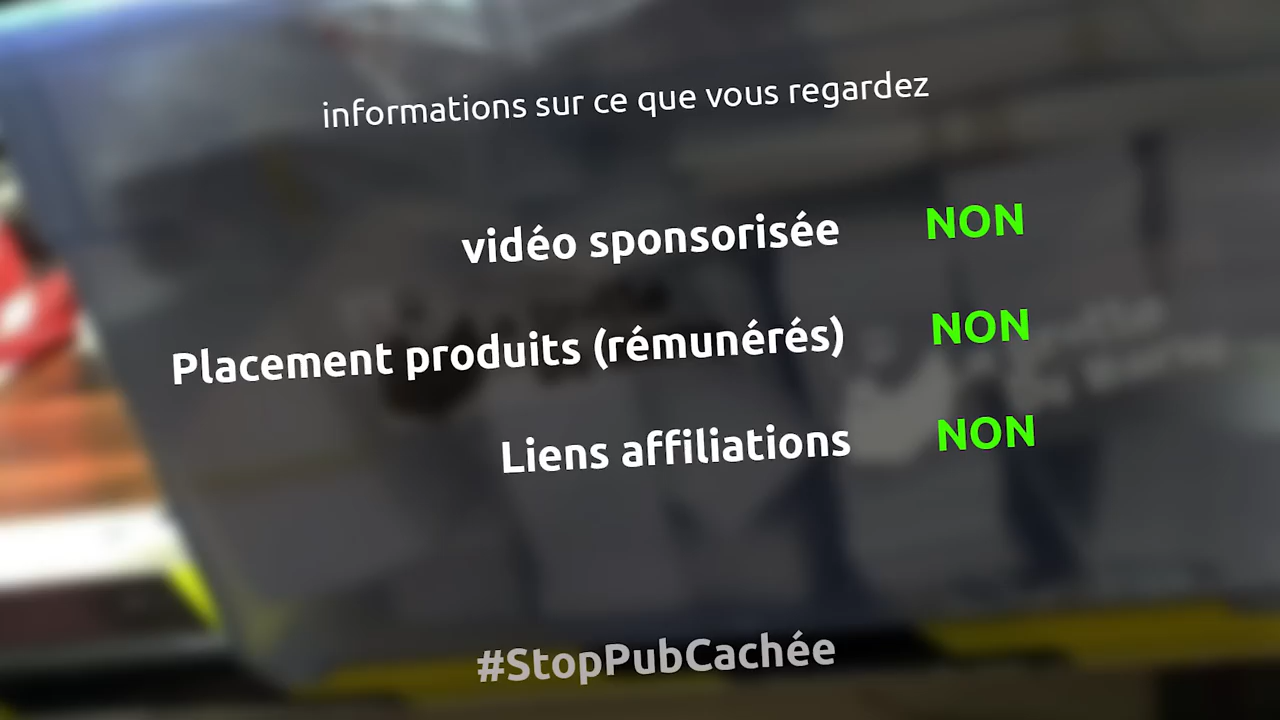 informations sur ce que vous regardez
vidéo sponsorisée NON
Placement produits (rémunérés) NON
Liens affiliations NON
#StopPubCachée